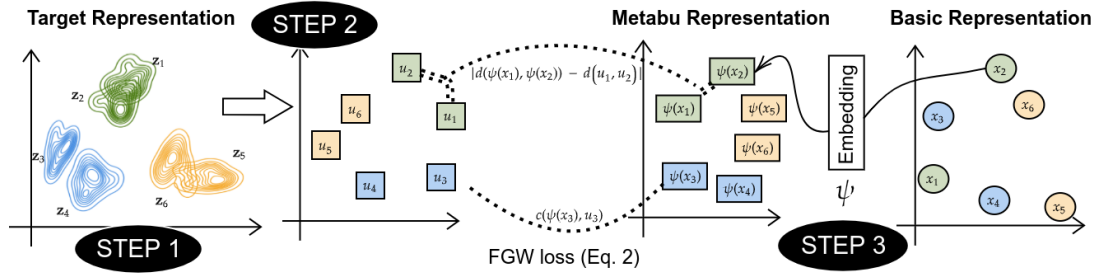 Target Representation
STEP 2
Metabu Representation
Basic Representation
z₁
z₂
z₃
z₄
z₅
z₆
STEP 1
u₂
u₁
u₆
u₅
u₄
u₃
|d(ψ(x₁), ψ(x₂)) − d(u₁, u₂)|
c(ψ(x₃), u₃)
FGW loss (Eq. 2)
ψ(x₂)
ψ(x₁)
ψ(x₅)
ψ(x₆)
ψ(x₃)
ψ(x₄)
Embedding
ψ
STEP 3
x₂
x₆
x₃
x₁
x₄
x₅